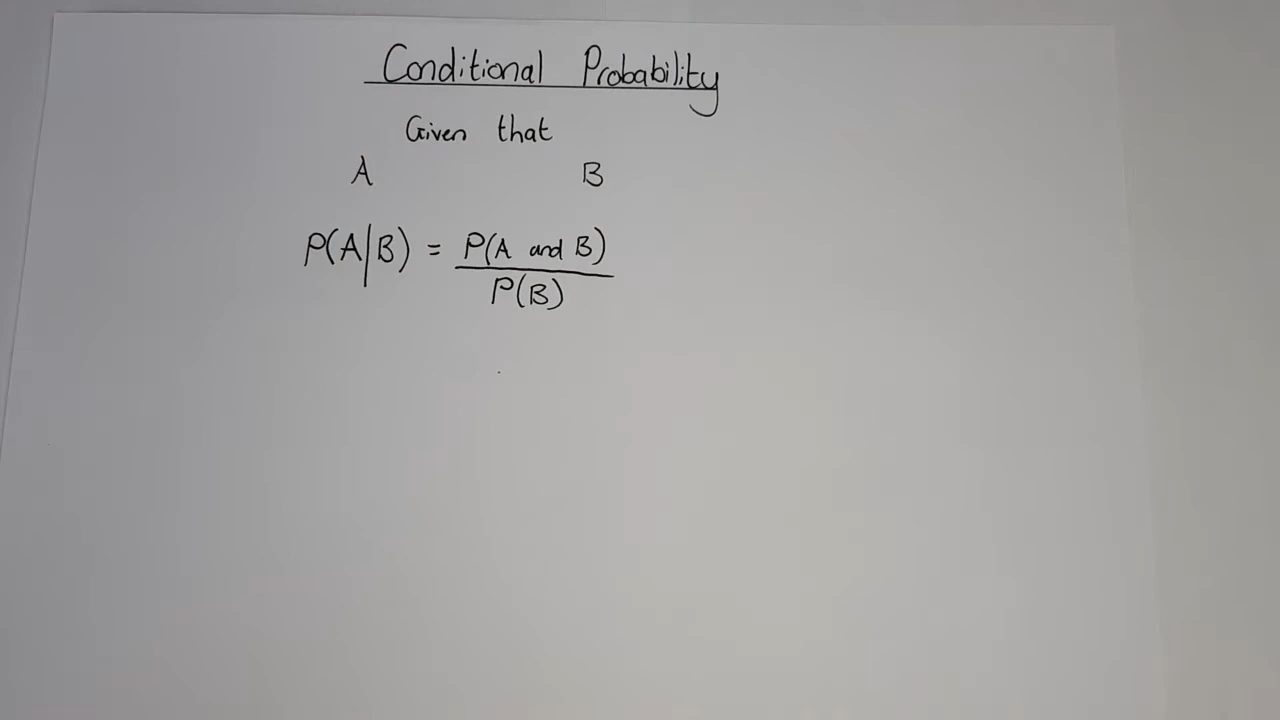 Conditional Probability
Given that
A B
P(A|B) = P(A and B)
P(B)